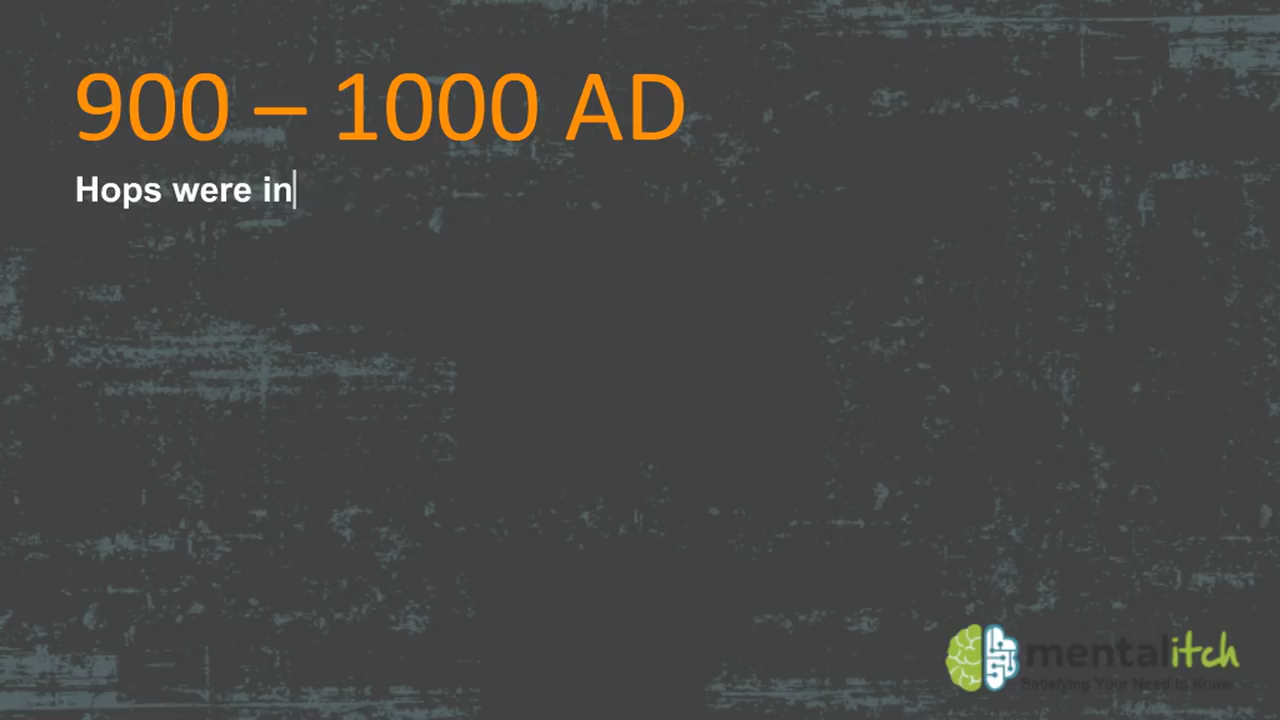 900 – 1000 AD
Hops were in
mentalitch
Satisfying Your Need to Know